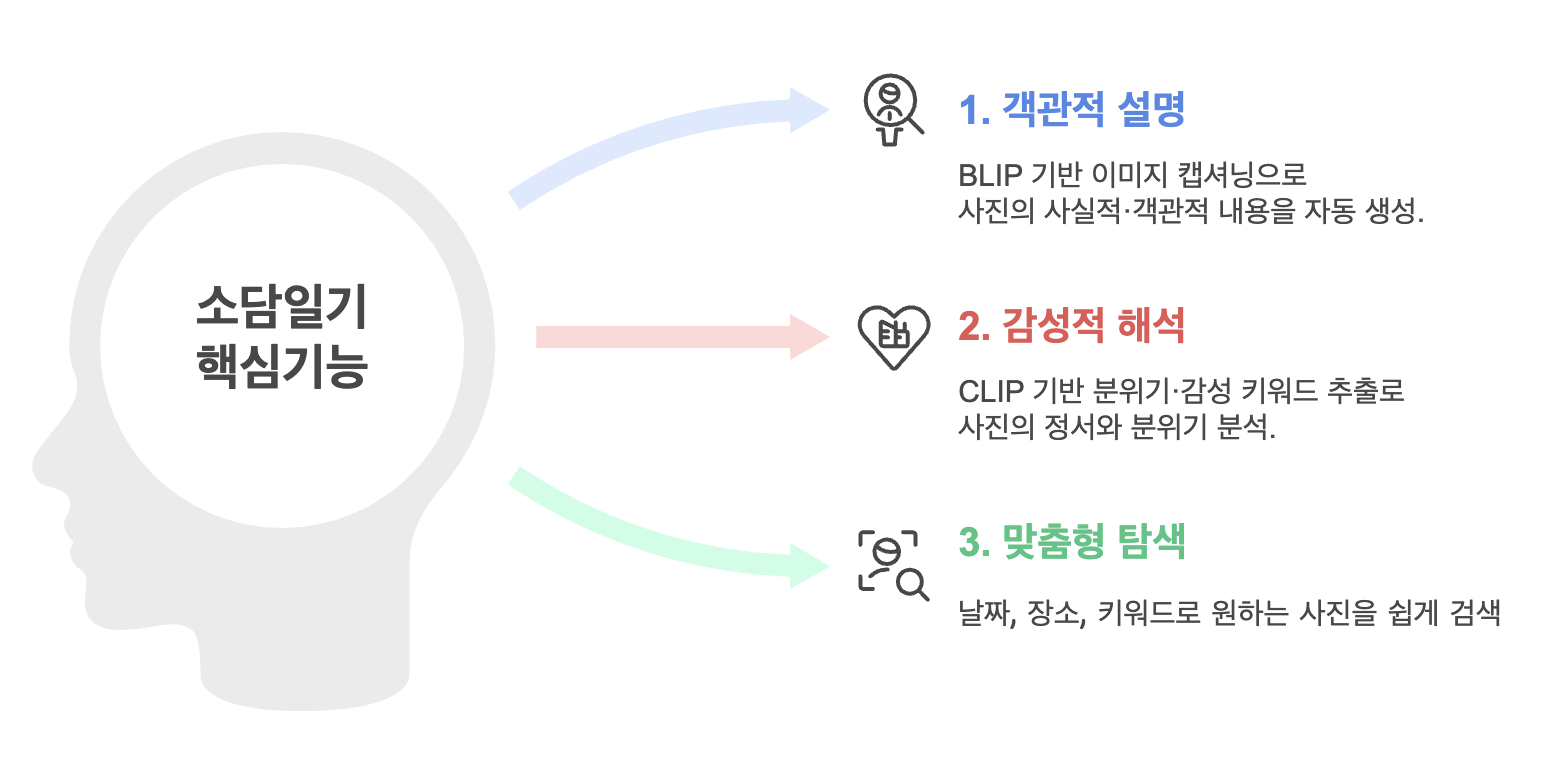 소담일기
핵심기능
1. 객관적 설명
BLIP 기반 이미지 캡셔닝으로
사진의 사실적·객관적 내용을 자동 생성.
2. 감성적 해석
CLIP 기반 분위기·감성 키워드 추출로
사진의 정서와 분위기 분석.
3. 맞춤형 탐색
날짜, 장소, 키워드로 원하는 사진을 쉽게 검색